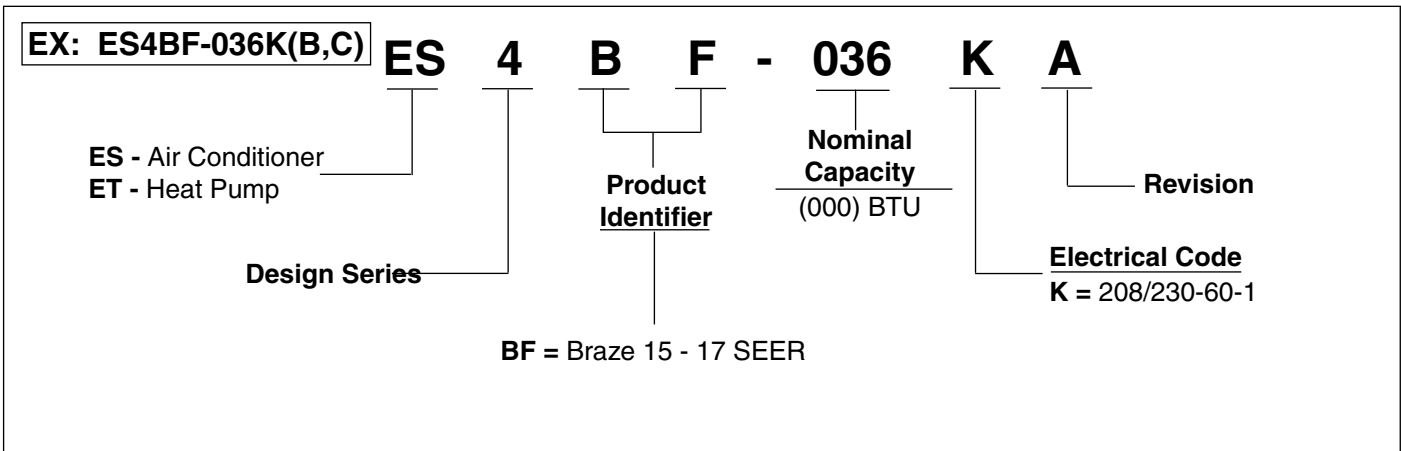 EX: ES4BF-036K(B,C)
ES 4 B F - 036 K A
ES - Air Conditioner
ET - Heat Pump
Design Series
Product
Identifier
BF = Braze 15 - 17 SEER
Nominal
Capacity
(000) BTU
Revision
Electrical Code
K = 208/230-60-1